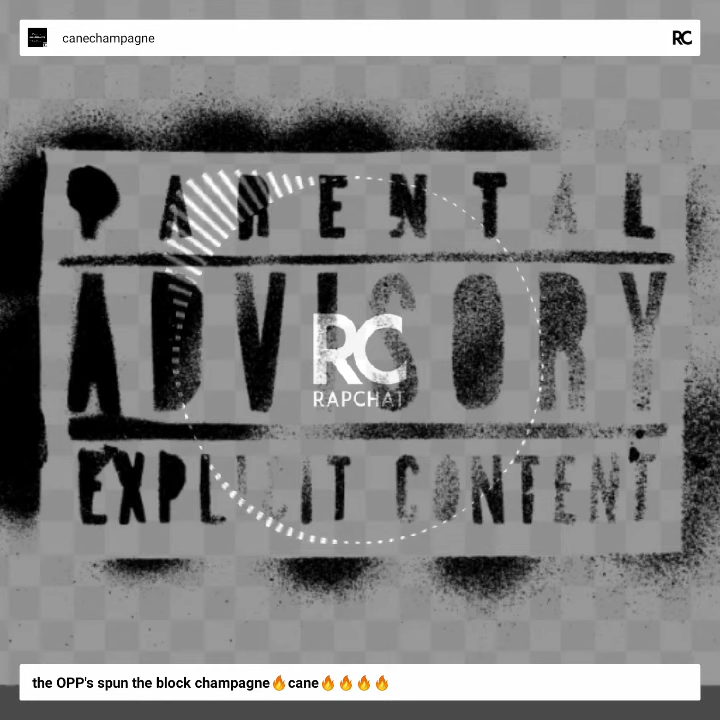 canechampagne
RC
PARENTAL
ADVISORY
EXPLICIT CONTENT
RC
RAPCHAT
the OPP's spun the block champagne🔥cane🔥🔥🔥🔥